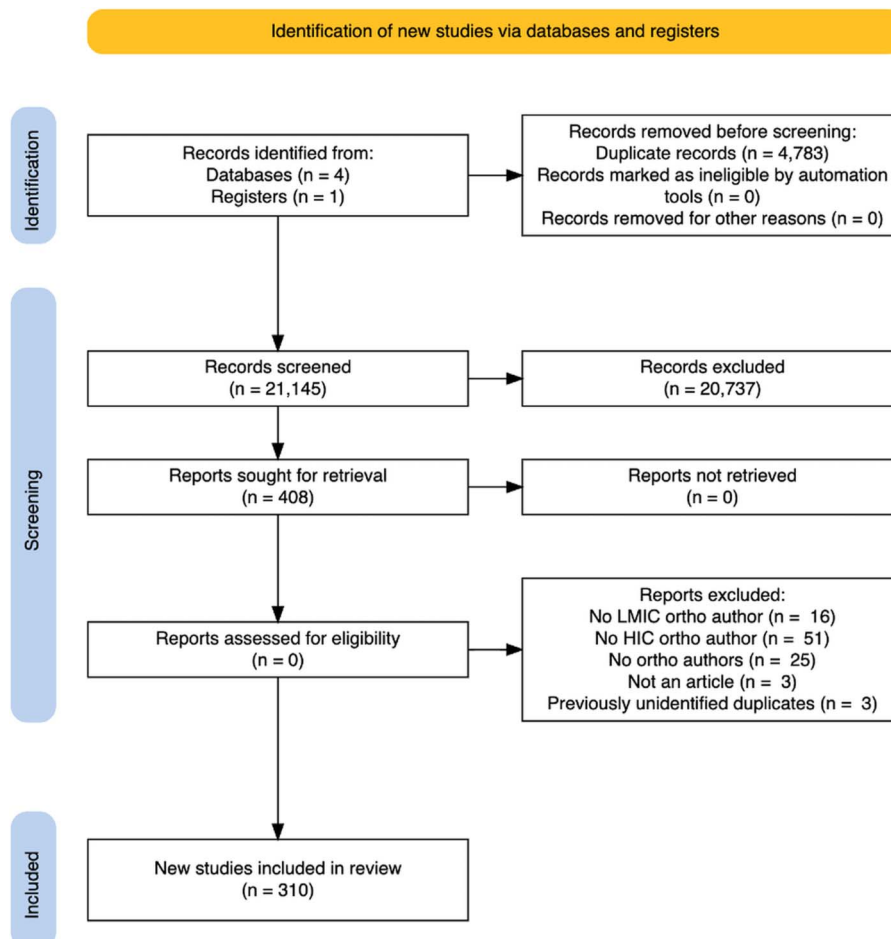 Identification of new studies via databases and registers
Identification
Records identified from:
Databases (n = 4)
Registers (n = 1)
Records removed before screening:
Duplicate records (n = 4,783)
Records marked as ineligible by automation
tools (n = 0)
Records removed for other reasons (n = 0)
Screening
Records screened
(n = 21,145)
Records excluded
(n = 20,737)
Reports sought for retrieval
(n = 408)
Reports not retrieved
(n = 0)
Reports assessed for eligibility
(n = 0)
Reports excluded:
No LMIC ortho author (n = 16)
No HIC ortho author (n = 51)
No ortho authors (n = 25)
Not an article (n = 3)
Previously unidentified duplicates (n = 3)
Included
New studies included in review
(n = 310)